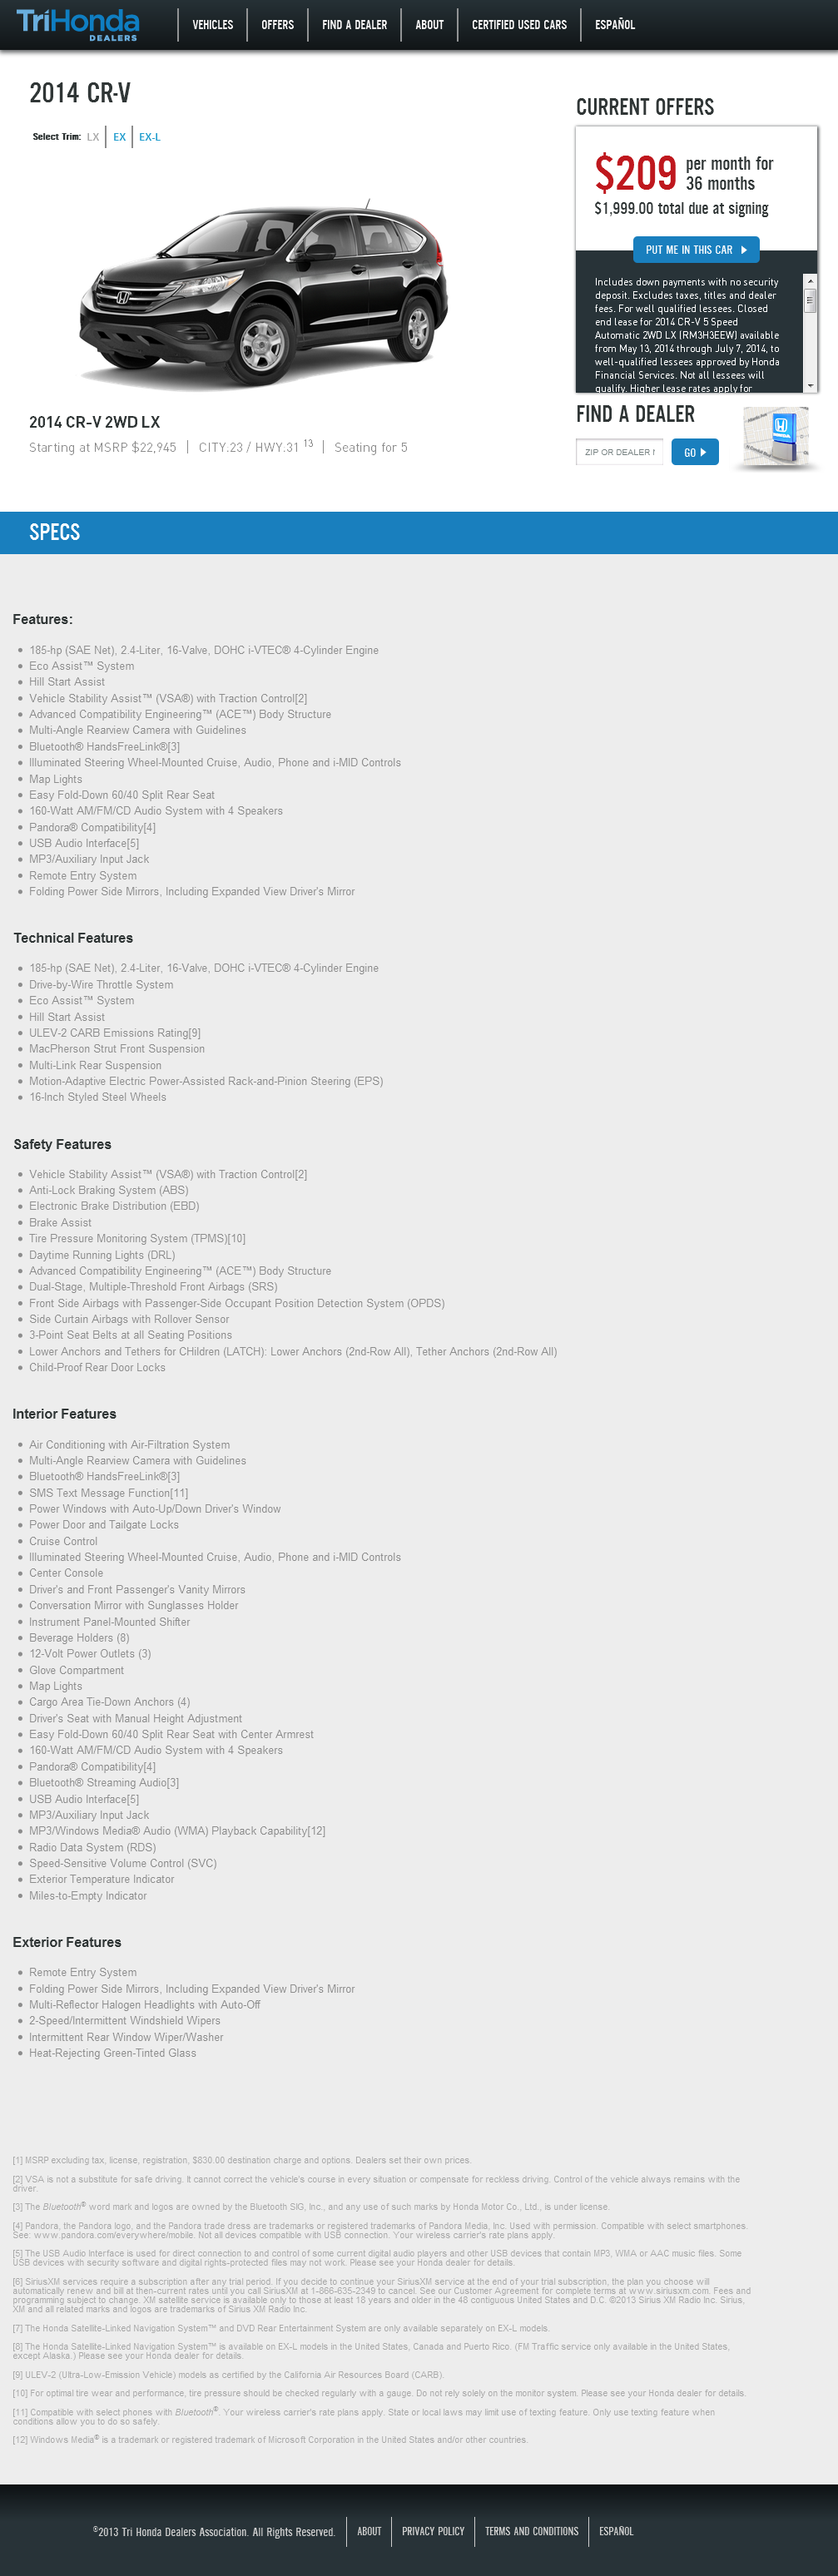 TriHonda
DEALERS
VEHICLES
OFFERS
FIND A DEALER
ABOUT
CERTIFIED USED CARS
ESPAÑOL
2014 CR-V
Select Trim: LX EX EX-L
2014 CR-V 2WD LX
Starting at MSRP $22,945 | CITY.23 / HWY.31 13 | Seating for 5
CURRENT OFFERS
$209 per month for
36 months
$1,999.00 total due at signing
PUT ME IN THIS CAR
Includes down payments with no security
deposit. Excludes taxes, titles and dealer
fees. For well qualified lessees. Closed
end lease for 2014 CR-V 5 Speed
Automatic 2WD LX (RM3H3EEW) available
from May 13, 2014 through July 7, 2014, to
well-qualified lessees approved by Honda
Financial Services. Not all lessees will
qualify. Higher lease rates apply for
FIND A DEALER
ZIP OR DEALER
GO
HONDA
SPECS
Features:
185-hp (SAE Net), 2.4-Liter, 16-Valve, DOHC i-VTEC® 4-Cylinder Engine
Eco Assist™ System
Hill Start Assist
Vehicle Stability Assist™ (VSA®) with Traction Control[2]
Advanced Compatibility Engineering™ (ACE™) Body Structure
Multi-Angle Rearview Camera with Guidelines
Bluetooth® HandsFreeLink®[3]
Illuminated Steering Wheel-Mounted Cruise, Audio, Phone and i-MID Controls
Map Lights
Easy Fold-Down 60/40 Split Rear Seat
160-Watt AM/FM/CD Audio System with 4 Speakers
Pandora® Compatibility[4]
USB Audio Interface[5]
MP3/Auxiliary Input Jack
Remote Entry System
Folding Power Side Mirrors, Including Expanded View Driver's Mirror
Technical Features
185-hp (SAE Net), 2.4-Liter, 16-Valve, DOHC i-VTEC® 4-Cylinder Engine
Drive-by-Wire Throttle System
Eco Assist™ System
Hill Start Assist
ULEV-2 CARB Emissions Rating[9]
MacPherson Strut Front Suspension
Multi-Link Rear Suspension
Motion-Adaptive Electric Power-Assisted Rack-and-Pinion Steering (EPS)
16-Inch Styled Steel Wheels
Safety Features
Vehicle Stability Assist™ (VSA®) with Traction Control[2]
Anti-Lock Braking System (ABS)
Electronic Brake Distribution (EBD)
Brake Assist
Tire Pressure Monitoring System (TPMS)[10]
Daytime Running Lights (DRL)
Advanced Compatibility Engineering™ (ACE™) Body Structure
Dual-Stage, Multiple-Threshold Front Airbags (SRS)
Front Side Airbags with Passenger-Side Occupant Position Detection System (OPDS)
Side Curtain Airbags with Rollover Sensor
3-Point Seat Belts at all Seating Positions
Lower Anchors and Tethers for CHildren (LATCH): Lower Anchors (2nd-Row All), Tether Anchors (2nd-Row All)
Child-Proof Rear Door Locks
Interior Features
Air Conditioning with Air-Filtration System
Multi-Angle Rearview Camera with Guidelines
Bluetooth® HandsFreeLink®[3]
SMS Text Message Function[11]
Power Windows with Auto-Up/Down Driver's Window
Power Door and Tailgate Locks
Cruise Control
Illuminated Steering Wheel-Mounted Cruise, Audio, Phone and i-MID Controls
Center Console
Driver's and Front Passenger's Vanity Mirrors
Conversation Mirror with Sunglasses Holder
Instrument Panel-Mounted Shifter
Beverage Holders (8)
12-Volt Power Outlets (3)
Glove Compartment
Map Lights
Cargo Area Tie-Down Anchors (4)
Driver's Seat with Manual Height Adjustment
Easy Fold-Down 60/40 Split Rear Seat with Center Armrest
160-Watt AM/FM/CD Audio System with 4 Speakers
Pandora® Compatibility[4]
Bluetooth® Streaming Audio[3]
USB Audio Interface[5]
MP3/Auxiliary Input Jack
MP3/Windows Media® Audio (WMA) Playback Capability[12]
Radio Data System (RDS)
Speed-Sensitive Volume Control (SVC)
Exterior Temperature Indicator
Miles-to-Empty Indicator
Exterior Features
Remote Entry System
Folding Power Side Mirrors, Including Expanded View Driver's Mirror
Multi-Reflector Halogen Headlights with Auto-Off
2-Speed/Intermittent Windshield Wipers
Intermittent Rear Window Wiper/Washer
Heat-Rejecting Green-Tinted Glass
[1] MSRP excluding tax, license, registration, $830.00 destination charge and options. Dealers set their own prices.
[2] VSA is not a substitute for safe driving. It cannot correct the vehicle's course in every situation or compensate for reckless driving. Control of the vehicle always remains with the
driver.
[3] The Bluetooth® word mark and logos are owned by the Bluetooth SIG, Inc., and any use of such marks by Honda Motor Co., Ltd., is under license.
[4] Pandora, the Pandora logo, and the Pandora trade dress are trademarks or registered trademarks of Pandora Media, Inc. Used with permission. Compatible with select smartphones.
See: www.pandora.com/everywhere/mobile. Not all devices compatible with USB connection. Your wireless carrier's rate plans apply.
[5] The USB Audio Interface is used for direct connection to and control of some current digital audio players and other USB devices that contain MP3, WMA or AAC music files. Some
USB devices with security software and digital rights-protected files may not work. Please see your Honda dealer for details.
[6] SiriusXM services require a subscription after any trial period. If you decide to continue your SiriusXM service at the end of your trial subscription, the plan you choose will
automatically renew and bill at then-current rates until you call SiriusXM at 1-866-635-2349 to cancel. See our Customer Agreement for complete terms at www.siriusxm.com. Fees and
programming subject to change. XM satellite service is available only to those at least 18 years and older in the 48 contiguous United States and D.C. ©2013 Sirius XM Radio Inc. Sirius,
XM and all related marks and logos are trademarks of Sirius XM Radio Inc.
[7] The Honda Satellite-Linked Navigation System™ and DVD Rear Entertainment System are only available separately on EX-L models.
[8] The Honda Satellite-Linked Navigation System™ is available on EX-L models in the United States, Canada and Puerto Rico. (FM Traffic service only available in the United States,
except Alaska.) Please see your Honda dealer for details.
[9] ULEV-2 (Ultra-Low-Emission Vehicle) models as certified by the California Air Resources Board (CARB).
[10] For optimal tire wear and performance, tire pressure should be checked regularly with a gauge. Do not rely solely on the monitor system. Please see your Honda dealer for details.
[11] Compatible with select phones with Bluetooth®. Your wireless carrier's rate plans apply. State or local laws may limit use of texting feature. Only use texting feature when
conditions allow you to do so safely.
[12] Windows Media® is a trademark or registered trademark of Microsoft Corporation in the United States and/or other countries.
©2013 Tri Honda Dealers Association. All Rights Reserved.
ABOUT
PRIVACY POLICY
TERMS AND CONDITIONS
ESPAÑOL